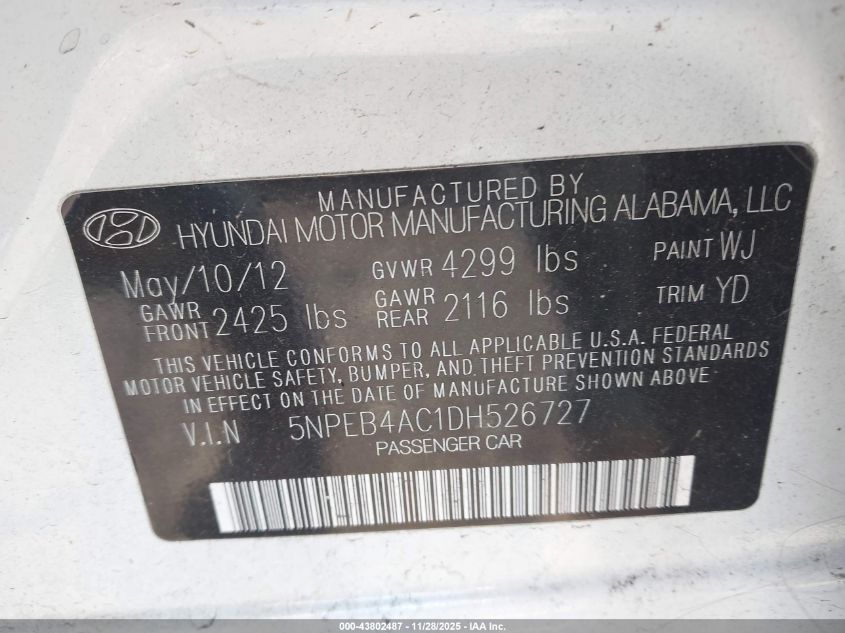 MANUFACTURED BY
HYUNDAI MOTOR MANUFACTURING ALABAMA, LLC
May/10/12 GVWR 4299 lbs PAINT WJ
GAWR FRONT 2425 lbs GAWR REAR 2116 lbs TRIM YD
THIS VEHICLE CONFORMS TO ALL APPLICABLE U.S.A. FEDERAL
MOTOR VEHICLE SAFETY, BUMPER, AND THEFT PREVENTION STANDARDS
IN EFFECT ON THE DATE OF MANUFACTURE SHOWN ABOVE
V.I.N 5NPEB4AC1DH526727
PASSENGER CAR
000-43802487 - 11/28/2025 - IAA Inc.